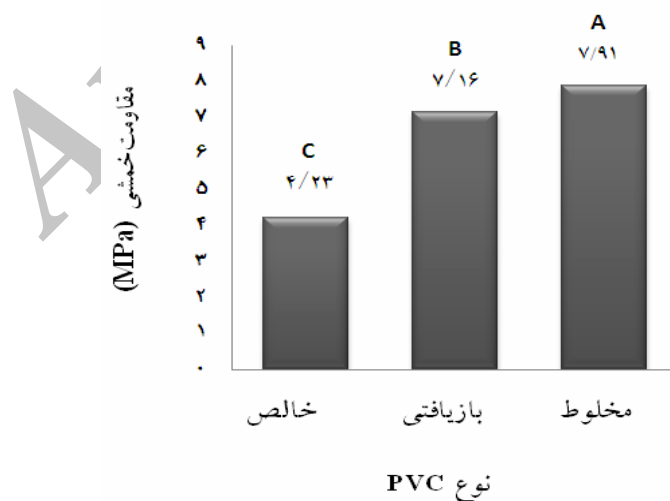 A
۷/۹۱
B
۷/۱۶
C
۴/۲۳
۹
۸
۷
۶
۵
۴
۳
۲
۱
۰
مقاومت خمشی (MPa)
خالص
بازیافتی
مخلوط
نوع PVC